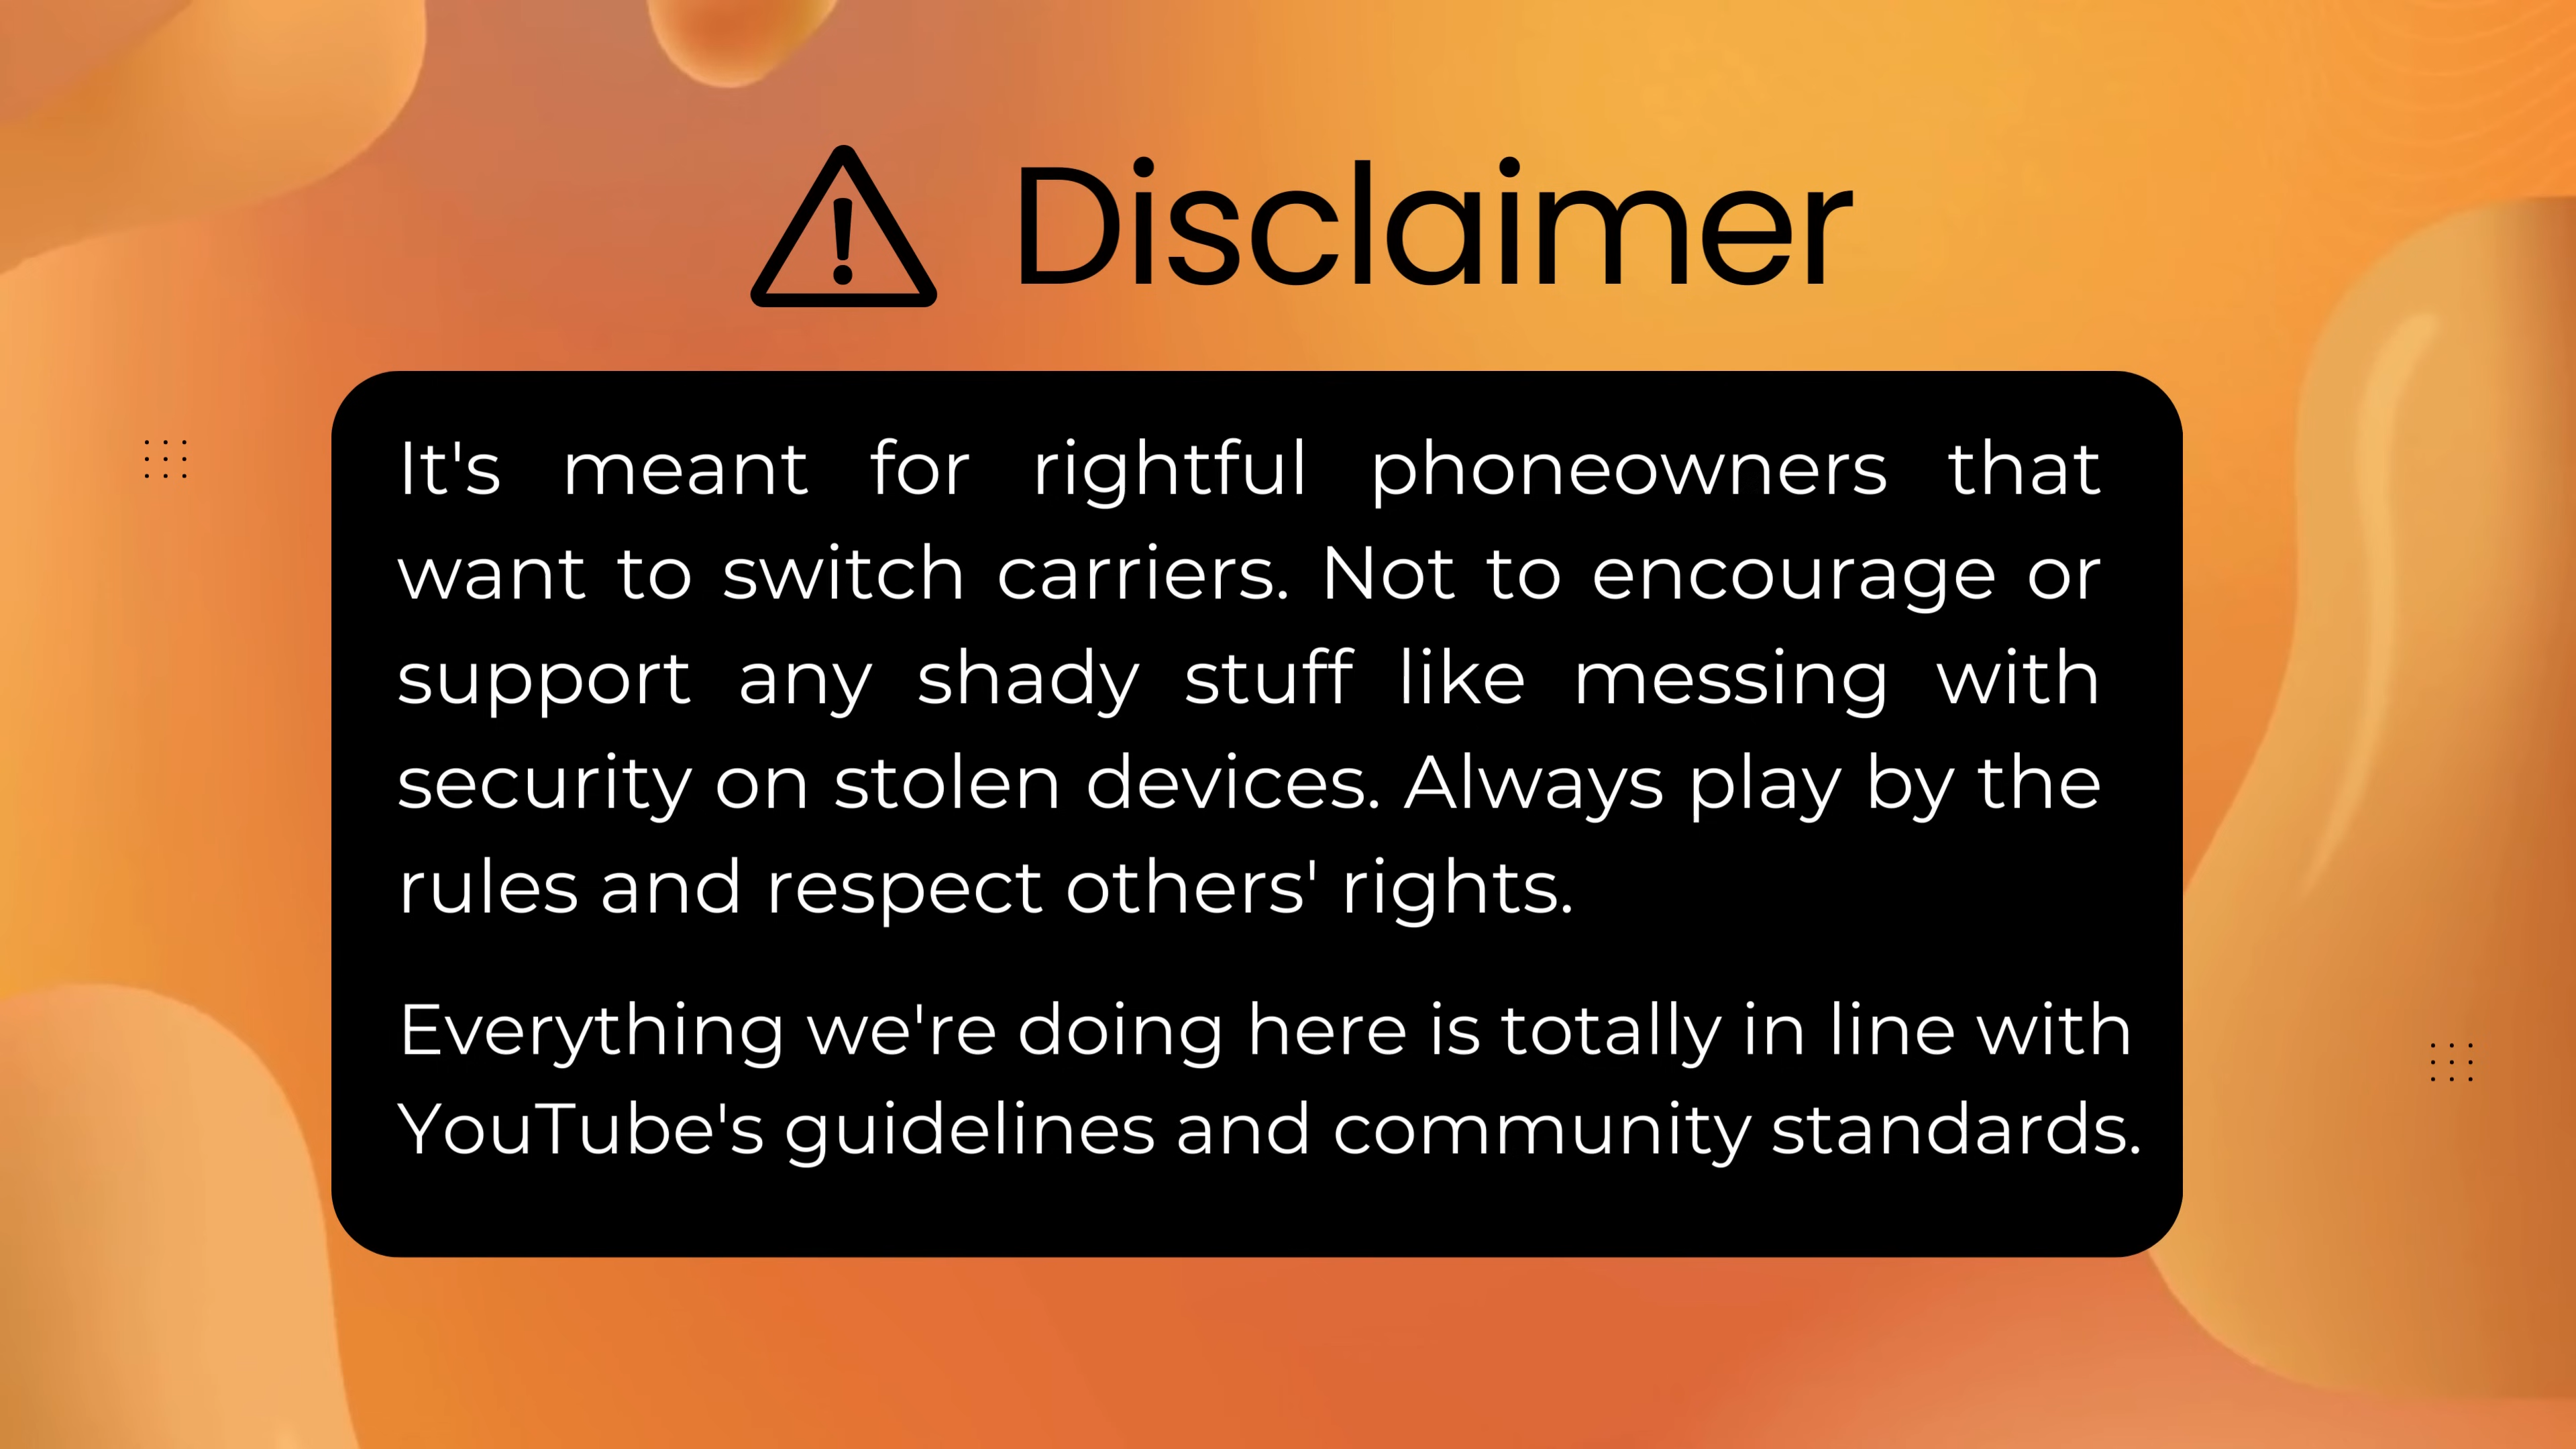 Disclaimer
It's meant for rightful phoneowners that
want to switch carriers. Not to encourage or
support any shady stuff like messing with
security on stolen devices. Always play by the
rules and respect others' rights.
Everything we're doing here is totally in line with
YouTube's guidelines and community standards.